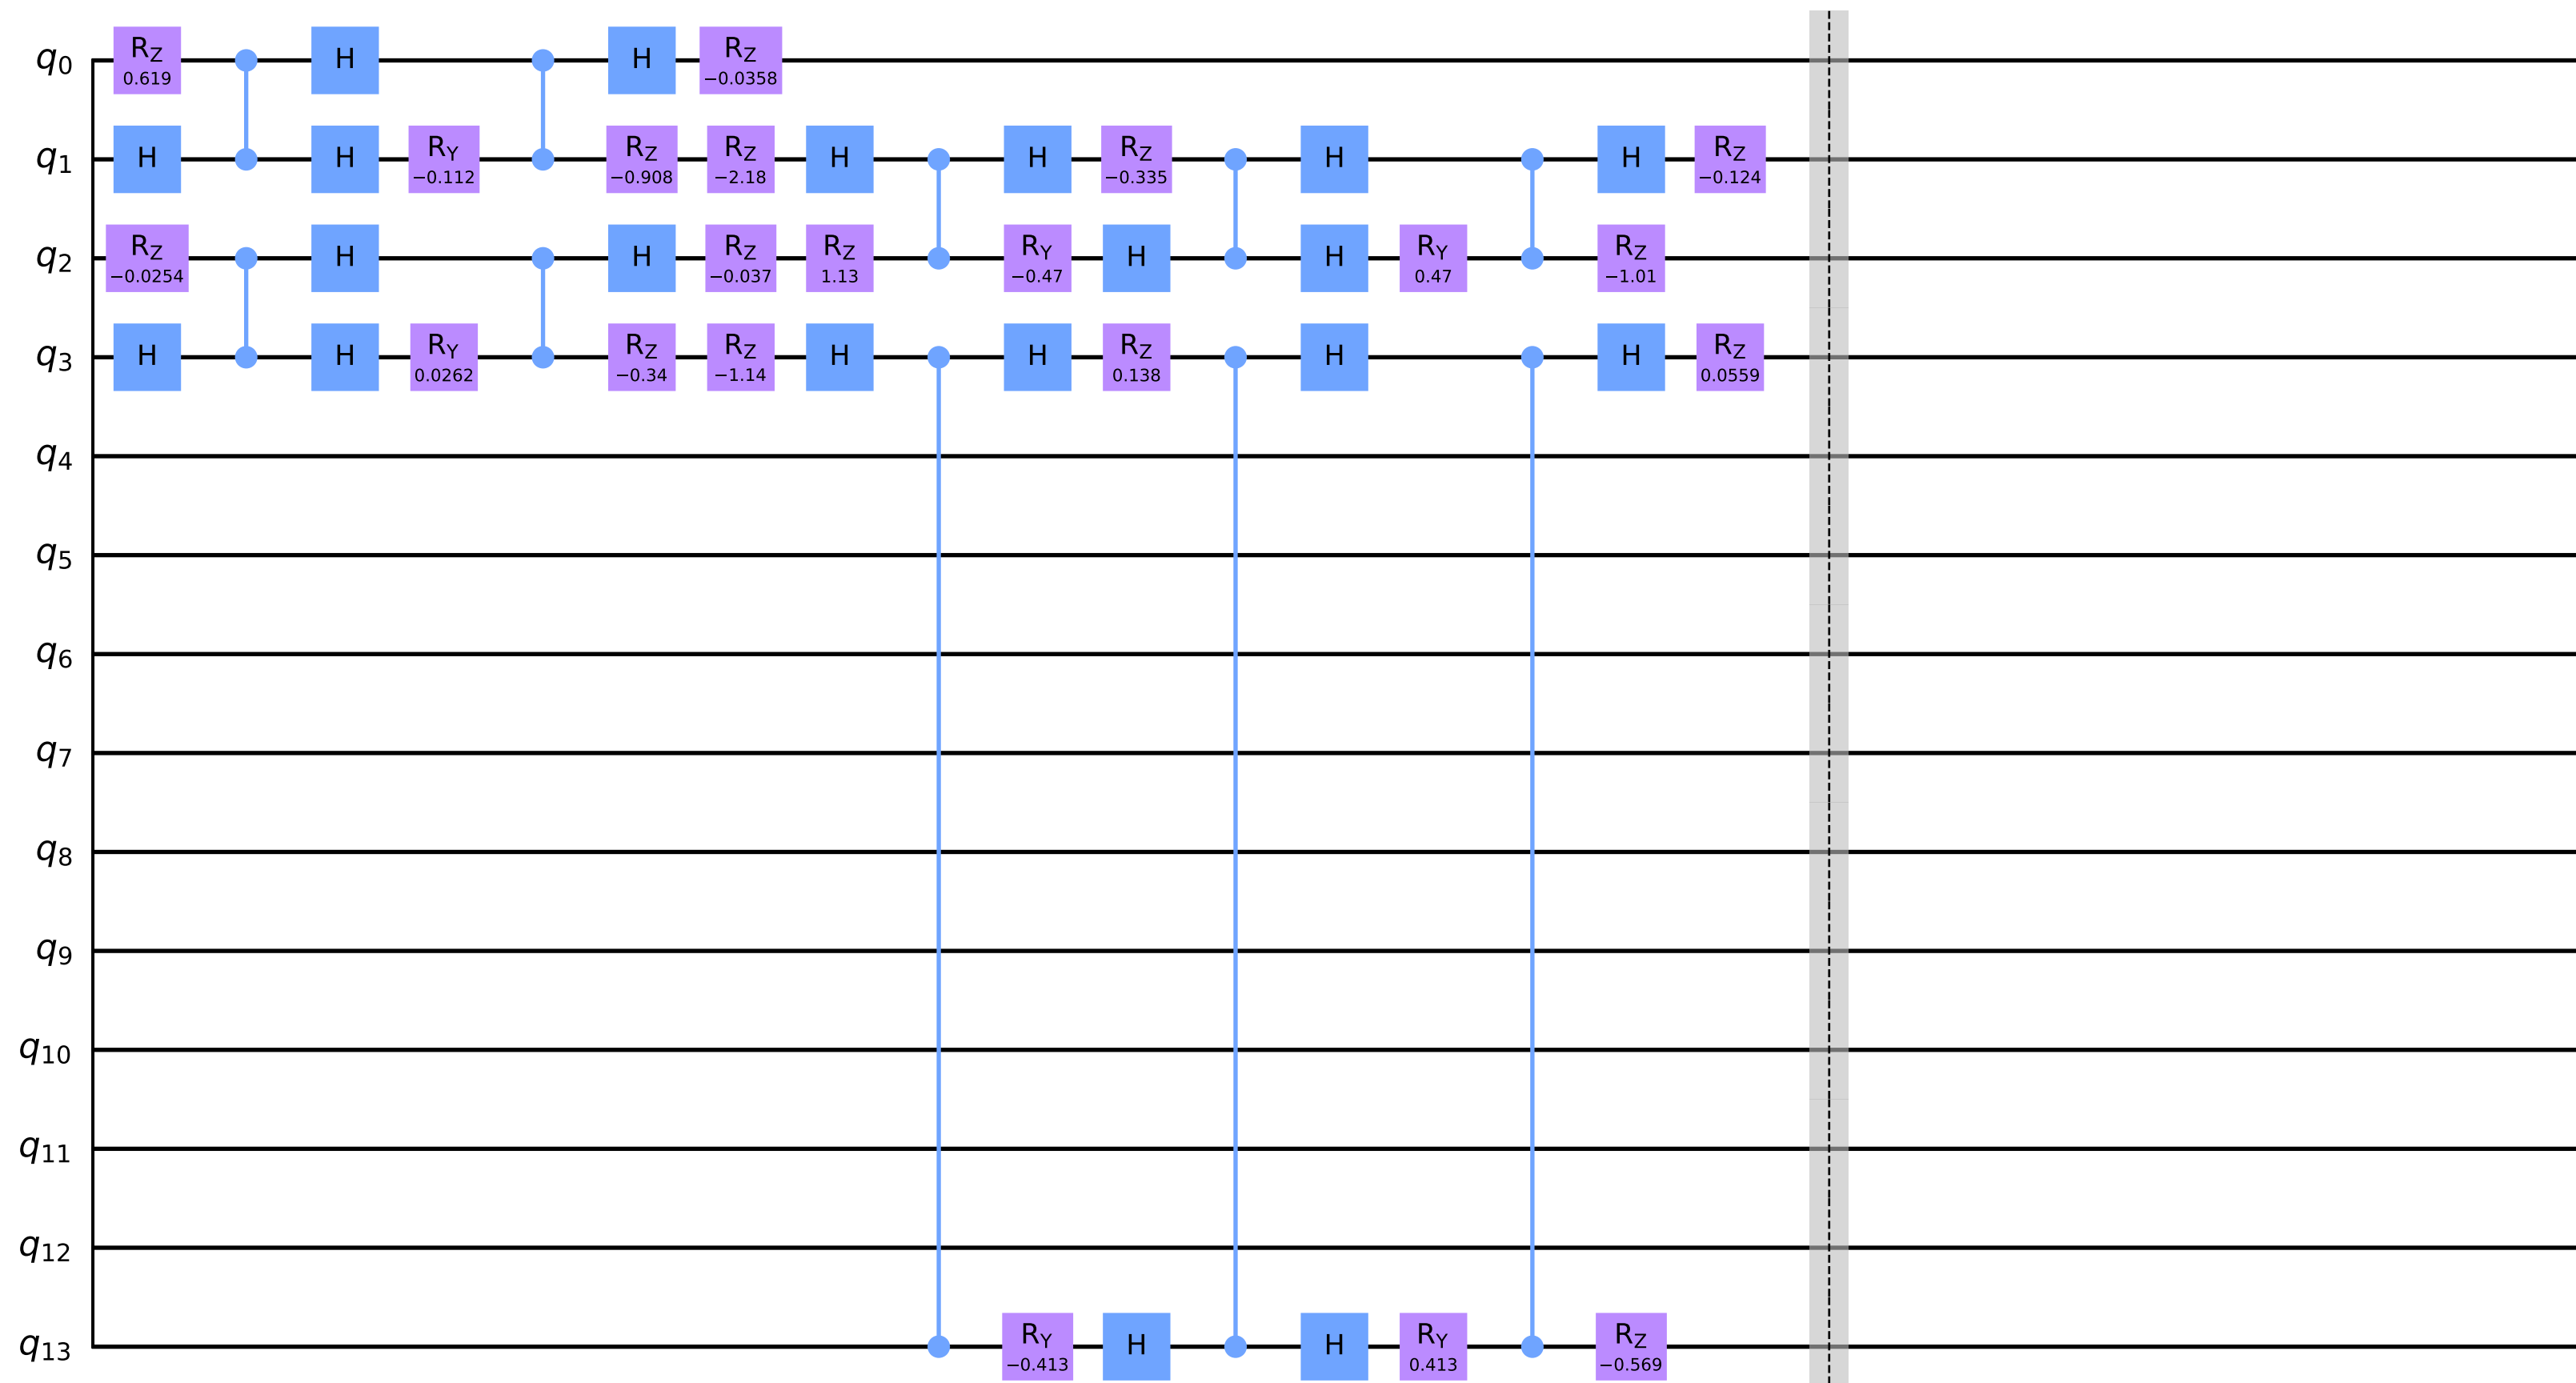 q0 RZ 0.619 H H RZ −0.0358
q1 H H RY −0.112 RZ −0.908 RZ −2.18 H H RZ −0.335 H H RZ −0.124
q2 RZ −0.0254 H H RZ −0.037 RZ 1.13 RY −0.47 H H RY 0.47 RZ −1.01
q3 H H RY 0.0262 RZ −0.34 RZ −1.14 H H RZ 0.138 H H RZ 0.0559
q4
q5
q6
q7
q8
q9
q10
q11
q12
q13 RY −0.413 H H RY 0.413 RZ −0.569